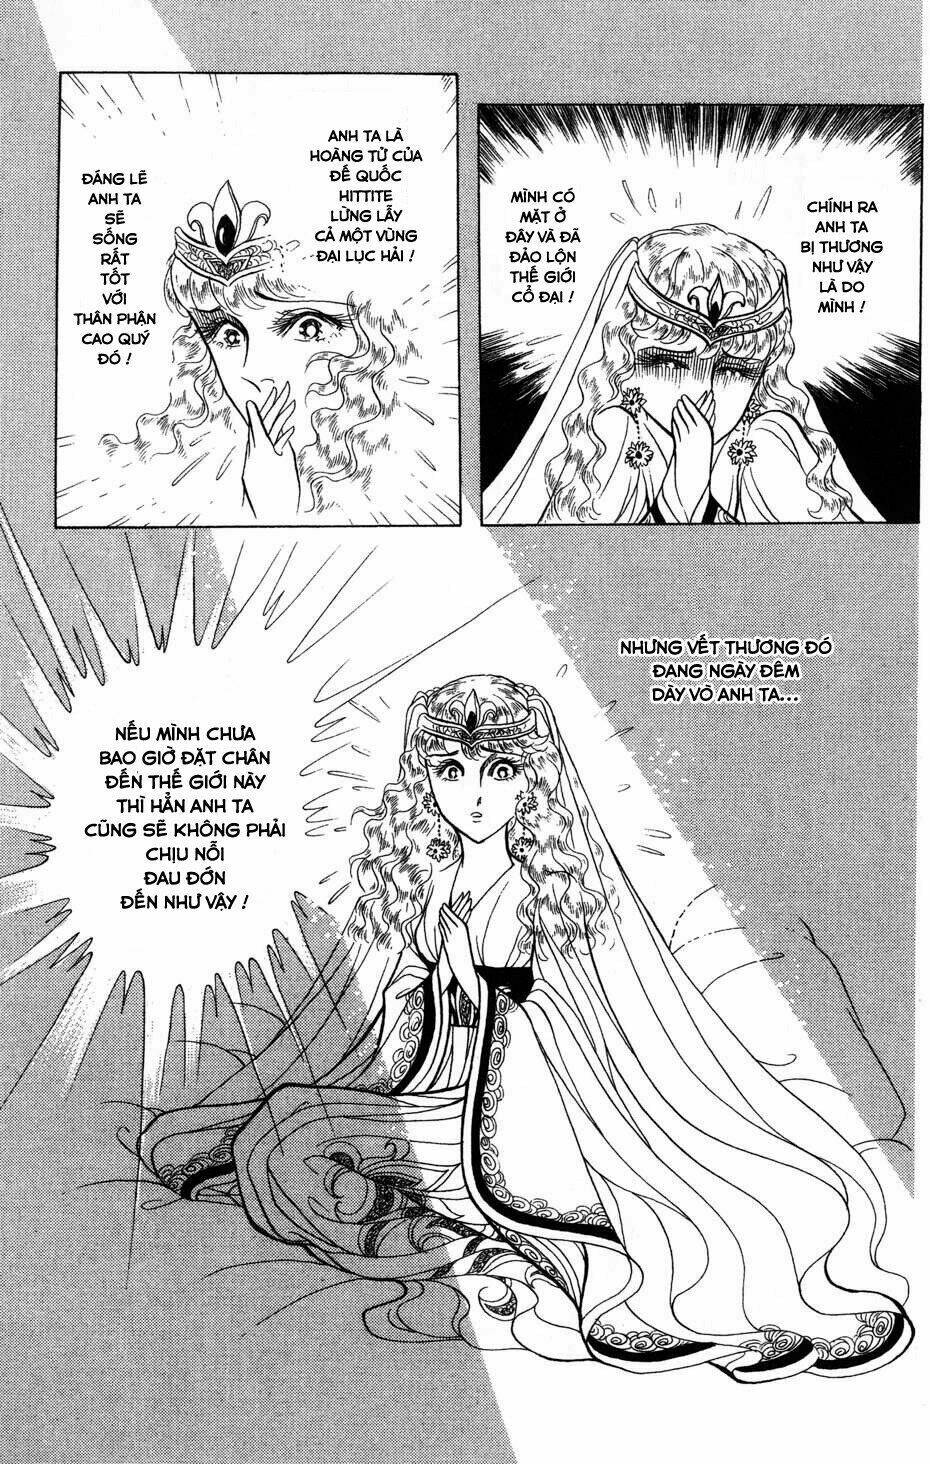 CHÍNH RA
ANH TA
BỊ THƯƠNG
NHƯ VẬY
LÀ DO
MÌNH !
MÌNH CÓ
MẶT Ở
ĐÂY VÀ ĐÃ
ĐẢO LỘN
THẾ GIỚI
CỔ ĐẠI !
ANH TA LÀ
HOÀNG TỬ CỦA
ĐẾ QUỐC
HITTITE
LỪNG LẪY
CẢ MỘT VÙNG
ĐẠI LỤC HẢI !
ĐÁNG LẼ
ANH TA
SẼ
SỐNG
RẤT
TỐT
VỚI
THÂN PHẬN
CAO QUÝ
ĐÓ !
NHƯNG VẾT THƯƠNG ĐÓ
ĐANG NGÀY ĐÊM
DÀY VÒ ANH TA...
NẾU MÌNH CHƯA
BAO GIỜ ĐẶT CHÂN
ĐẾN THẾ GIỚI NÀY
THÌ HẲN ANH TA
CŨNG SẼ KHÔNG PHẢI
CHỊU NỖI
ĐAU ĐỚN
ĐẾN NHƯ VẬY !